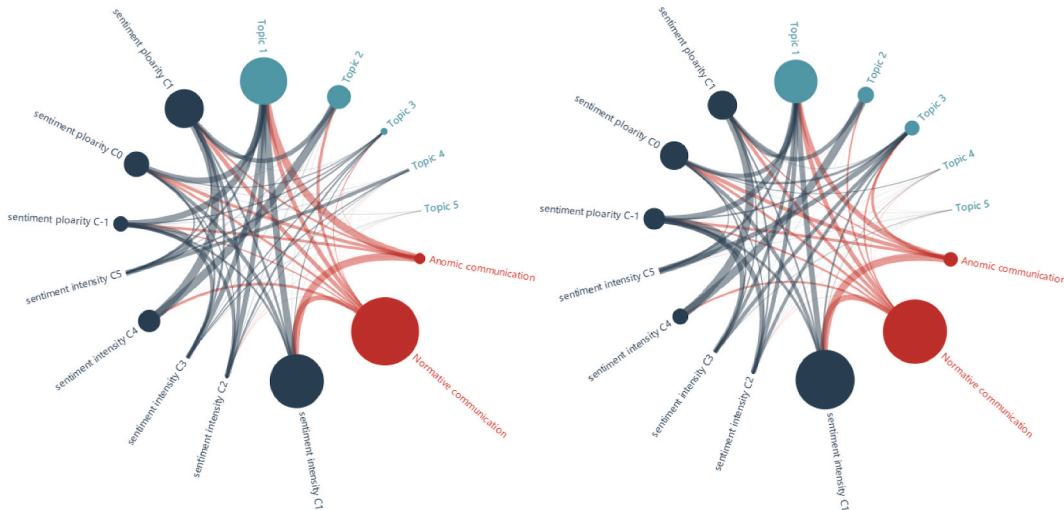 Topic 1
Topic 2
Topic 3
Topic 4
Topic 5
Anomic communication
Normative communication
sentiment intensity C1
sentiment intensity C2
sentiment intensity C3
sentiment intensity C4
sentiment intensity C5
sentiment ploarity C-1
sentiment ploarity C0
sentiment ploarity C1
Topic 1
Topic 2
Topic 3
Topic 4
Topic 5
Anomic communication
Normative communication
sentiment intensity C1
sentiment intensity C2
sentiment intensity C3
sentiment intensity C4
sentiment intensity C5
sentiment ploarity C-1
sentiment ploarity C0
sentiment ploarity C1